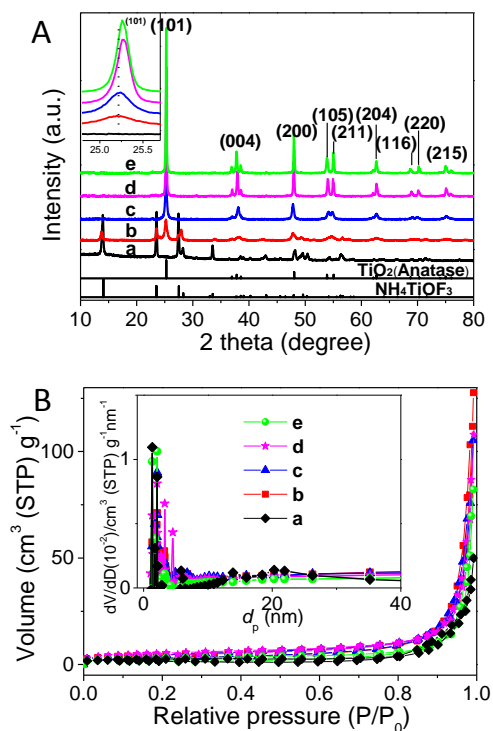 A
Intensity (a.u.)
(101)
(101)
25.0 25.5
(004)
(200)
(105)
(211)
(204)
(116)
(220)
(215)
e
d
c
b
a
TiO2(Anatase)
NH4TiOF3
10 20 30 40 50 60 70 80
2 theta (degree)
B
Volume (cm3 (STP) g-1
100
50
0
dV/dD(10-2)/cm3 (STP) g-1nm-1
1
0
e
d
c
b
a
0 20 40
dp (nm)
0.0 0.2 0.4 0.6 0.8 1.0
Relative pressure (P/P0)